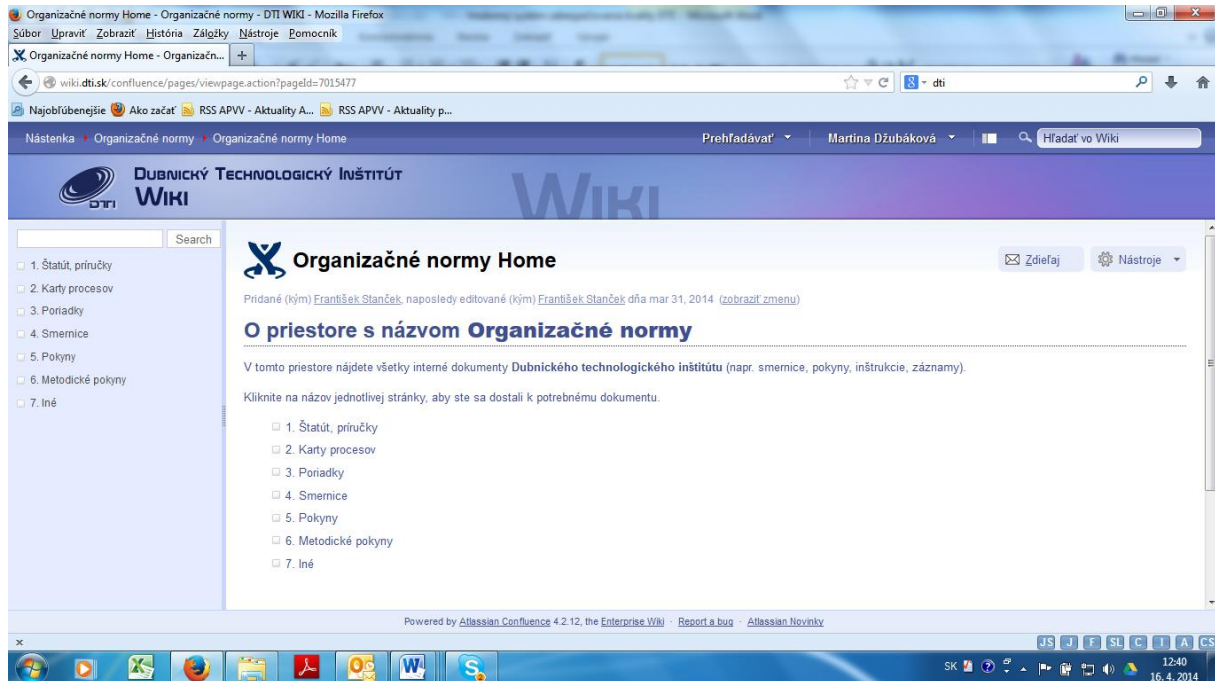 Organizačné normy Home - Organizačné normy - DTI WIKI - Mozilla Firefox
Súbor Upraviť Zobraziť História Záložky Nástroje Pomocník
Organizačné normy Home - Organizačn... +
wiki.dti.sk/confluence/pages/viewpage.action?pageId=7015477 8 - dti
Najobľúbenejšie Ako začať RSS APVV - Aktuality A... RSS APVV - Aktuality p...
Nástenka Organizačné normy Organizačné normy Home Prehľadávať Martina Džubáková Hľadať vo Wiki
DTI
Dubnický Technologický Inštitút
Wiki
Wiki
Search
1. Štatút, príručky
2. Karty procesov
3. Poriadky
4. Smernice
5. Pokyny
6. Metodické pokyny
7. Iné
Organizačné normy Home
Zdieľaj Nástroje
Pridané (kým) František Stanček, naposledy editované (kým) František Stanček dňa mar 31, 2014 (zobraziť zmenu)
O priestore s názvom Organizačné normy
V tomto priestore nájdete všetky interné dokumenty Dubnického technologického inštitútu (napr. smernice, pokyny, inštrukcie, záznamy).
Kliknite na názov jednotlivej stránky, aby ste sa dostali k potrebnému dokumentu.
1. Štatút, príručky
2. Karty procesov
3. Poriadky
4. Smernice
5. Pokyny
6. Metodické pokyny
7. Iné
Powered by Atlassian Confluence 4.2.12, the Enterprise Wiki · Report a bug · Atlassian Novinky
× JS J F SL C I A CS
SK 12:40
16. 4. 2014